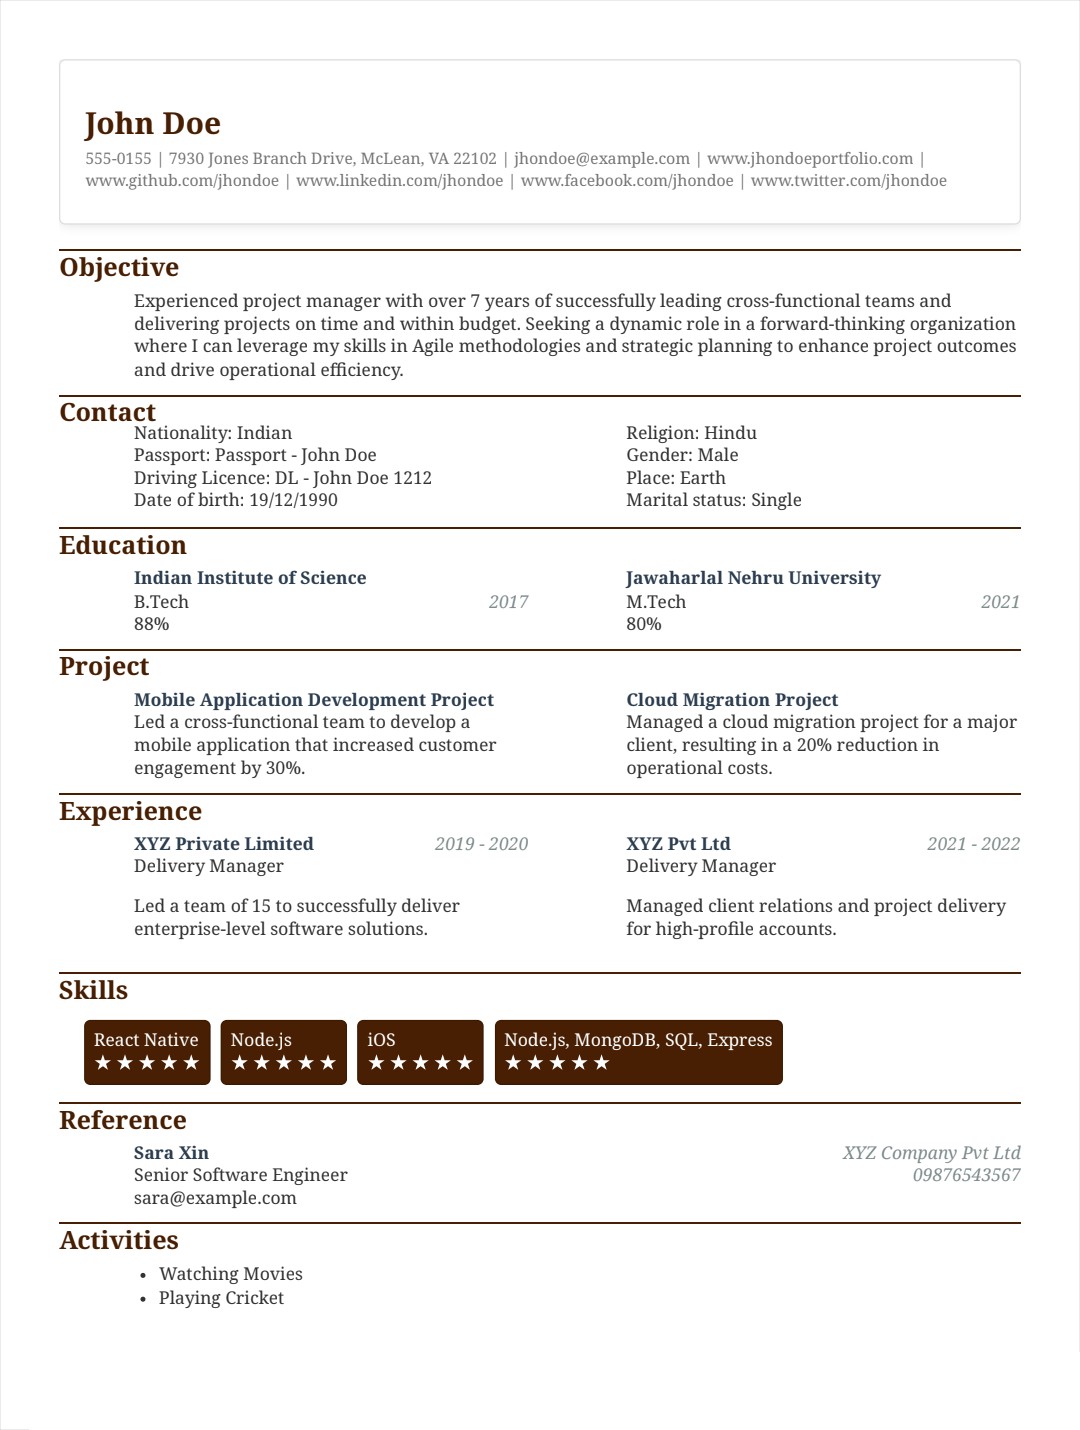 John Doe
555-0155 | 7930 Jones Branch Drive, McLean, VA 22102 | jhondoe@example.com | www.jhondoeportfolio.com |
www.github.com/jhondoe | www.linkedin.com/jhondoe | www.facebook.com/jhondoe | www.twitter.com/jhondoe
Objective
Experienced project manager with over 7 years of successfully leading cross-functional teams and
delivering projects on time and within budget. Seeking a dynamic role in a forward-thinking organization
where I can leverage my skills in Agile methodologies and strategic planning to enhance project outcomes
and drive operational efficiency.
Contact
Nationality: Indian
Passport: Passport - John Doe
Driving Licence: DL - John Doe 1212
Date of birth: 19/12/1990
Religion: Hindu
Gender: Male
Place: Earth
Marital status: Single
Education
Indian Institute of Science
B.Tech 2017
88%
Jawaharlal Nehru University
M.Tech 2021
80%
Project
Mobile Application Development Project
Led a cross-functional team to develop a
mobile application that increased customer
engagement by 30%.
Cloud Migration Project
Managed a cloud migration project for a major
client, resulting in a 20% reduction in
operational costs.
Experience
XYZ Private Limited 2019 - 2020
Delivery Manager
Led a team of 15 to successfully deliver
enterprise-level software solutions.
XYZ Pvt Ltd 2021 - 2022
Delivery Manager
Managed client relations and project delivery
for high-profile accounts.
Skills
React Native
★ ★ ★ ★ ★
Node.js
★ ★ ★ ★ ★
iOS
★ ★ ★ ★ ★
Node.js, MongoDB, SQL, Express
★ ★ ★ ★ ★
Reference
Sara Xin XYZ Company Pvt Ltd
Senior Software Engineer 09876543567
sara@example.com
Activities
• Watching Movies
• Playing Cricket